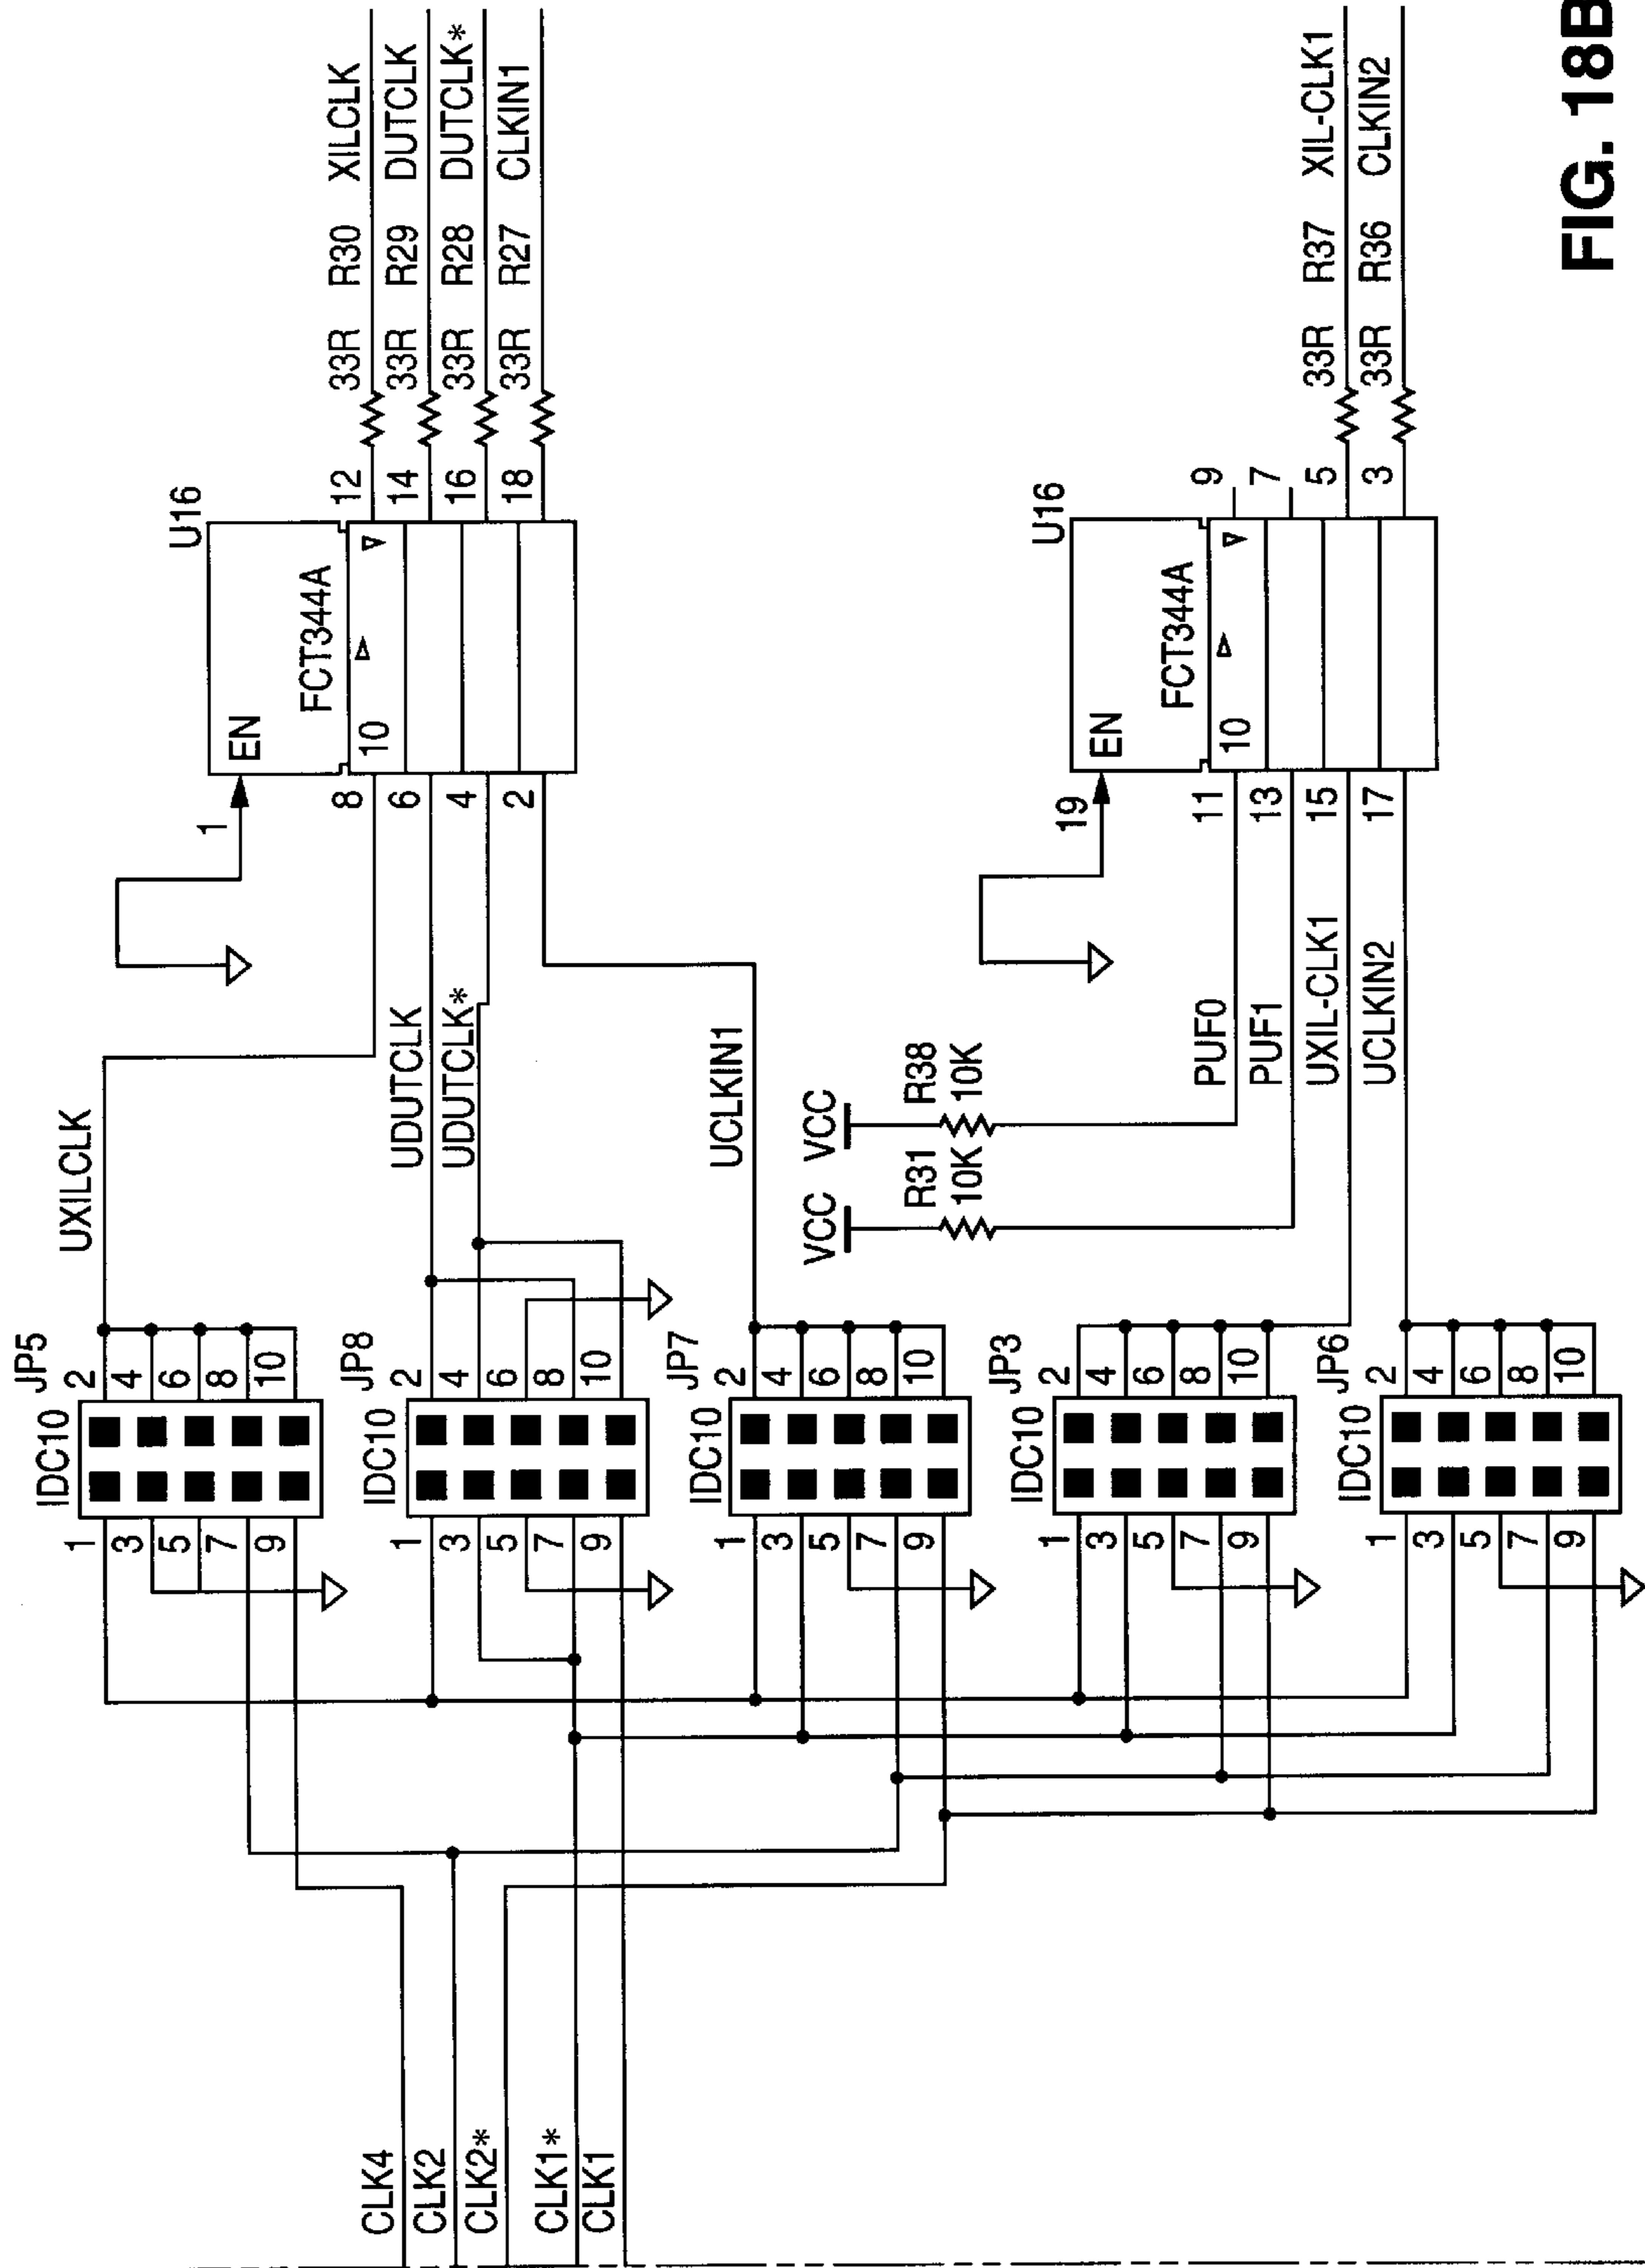 CLK4
CLK2
CLK2*
CLK1*
CLK1
JP5
IDC10
1 2
3 4
5 6
7 8
9 10
JP8
IDC10
1 2
3 4
5 6
7 8
9 10
JP7
IDC10
1 2
3 4
5 6
7 8
9 10
JP3
IDC10
1 2
3 4
5 6
7 8
9 10
JP6
IDC10
1 2
3 4
5 6
7 8
9 10
UXILCLK
UDUTCLK
UDUTCLK*
UCLKIN1
VCC VCC
R31 R38
10K 10K
PUF0
PUF1
UXIL-CLK1
UCLKIN2
U16
1 EN
FCT344A
8 10 12 33R R30 XILCLK
6 14 33R R29 DUTCLK
4 16 33R R28 DUTCLK*
2 18 33R R27 CLKIN1
U16
19 EN
FCT344A
11 10 9
13 7
15 5 33R R37 XIL-CLK1
17 3 33R R36 CLKIN2
FIG. 18B